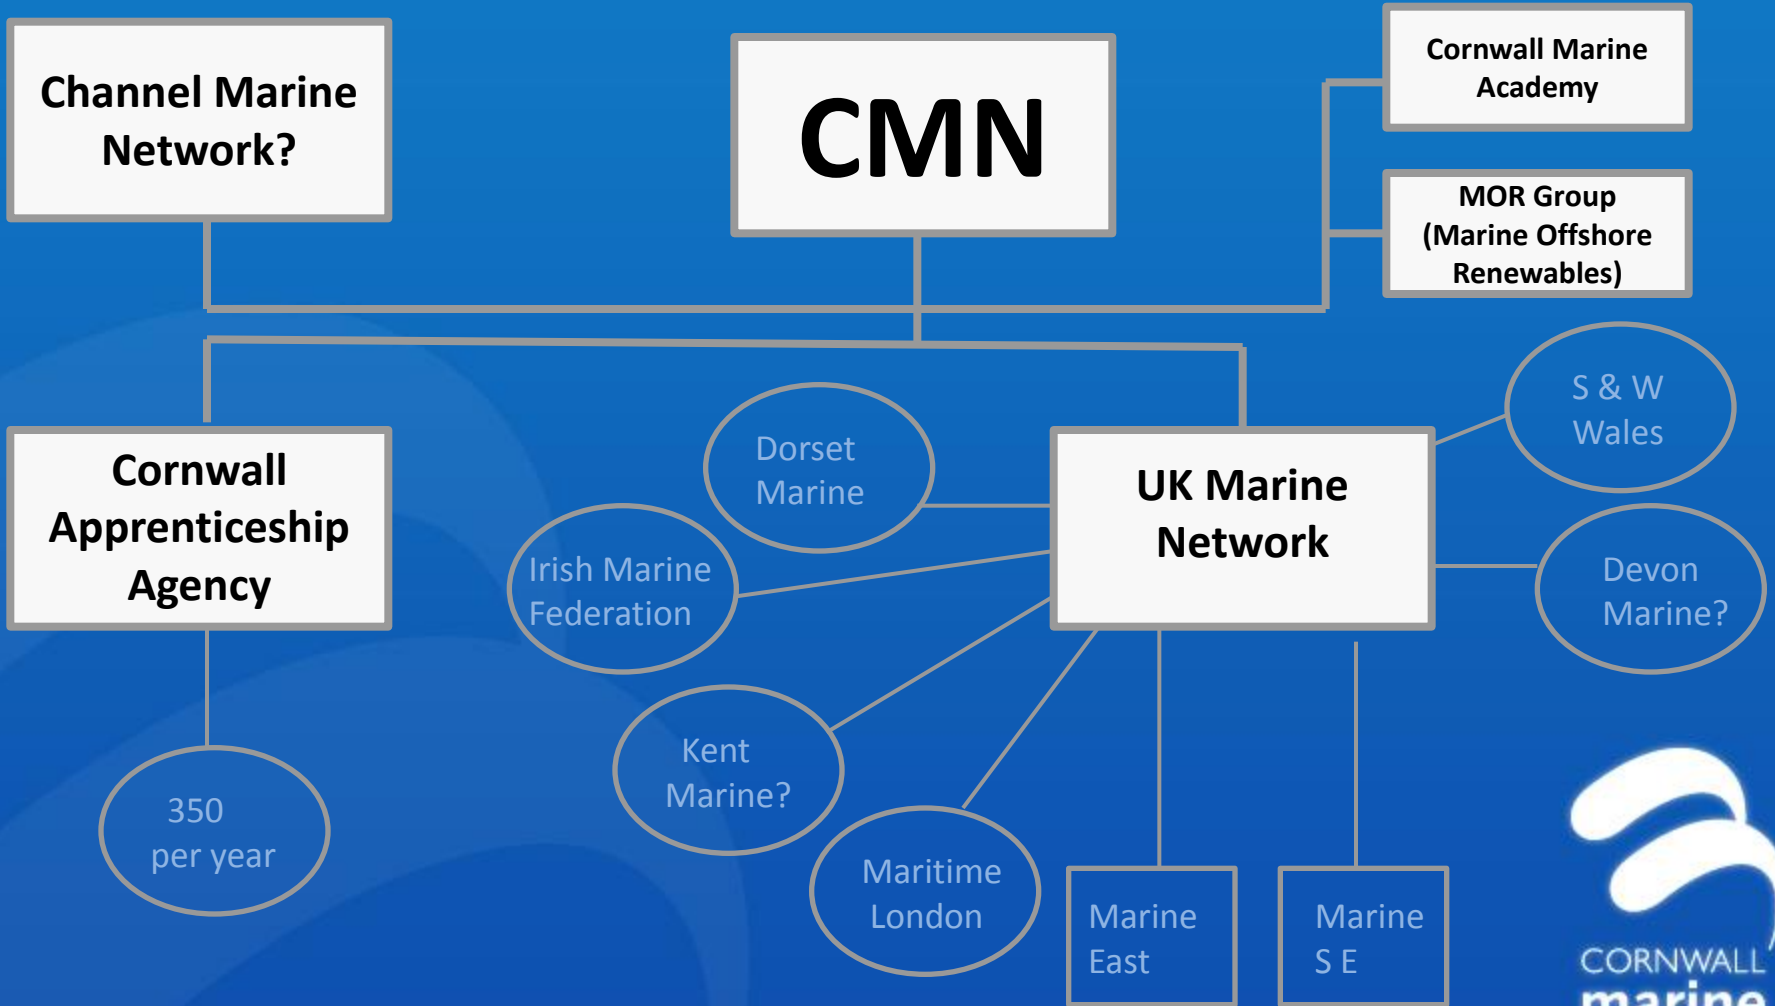 Channel Marine
Network?
CMN
Cornwall Marine
Academy
MOR Group
(Marine Offshore
Renewables)
Cornwall
Apprenticeship
Agency
350
per year
UK Marine
Network
Dorset
Marine
Irish Marine
Federation
Kent
Marine?
Maritime
London
Marine
East
Marine
S E
S & W
Wales
Devon
Marine?
CORNWALL
marine